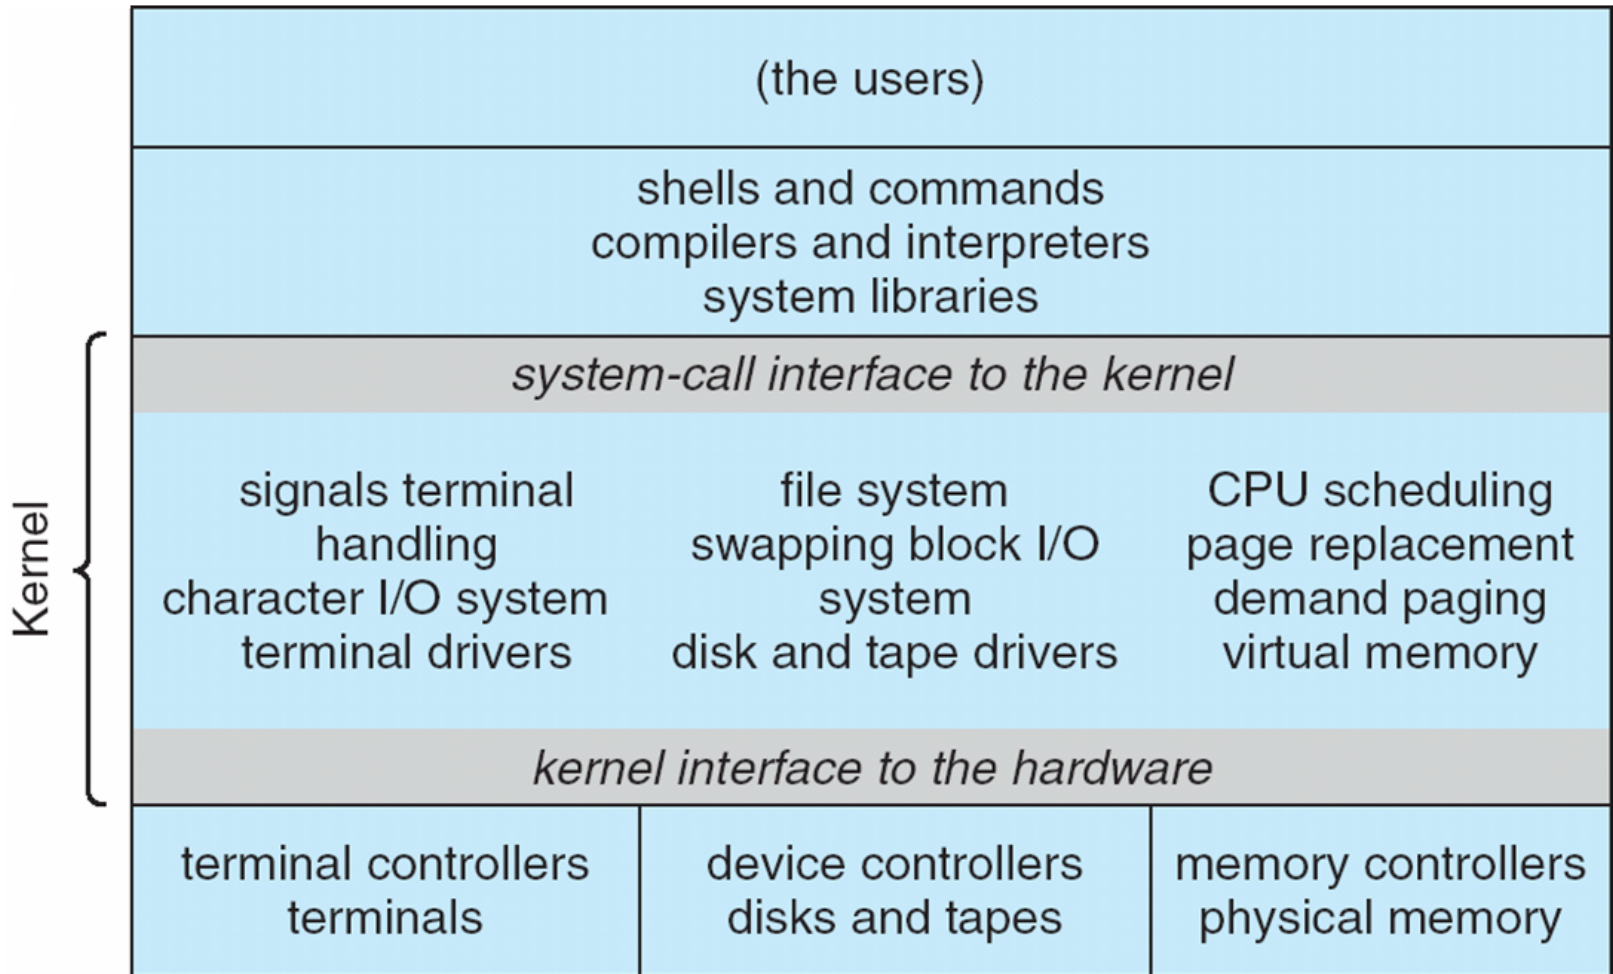 (the users)
shells and commands
compilers and interpreters
system libraries
Kernel
system-call interface to the kernel
signals terminal
handling
character I/O system
terminal drivers
file system
swapping block I/O
system
disk and tape drivers
CPU scheduling
page replacement
demand paging
virtual memory
kernel interface to the hardware
terminal controllers
terminals
device controllers
disks and tapes
memory controllers
physical memory